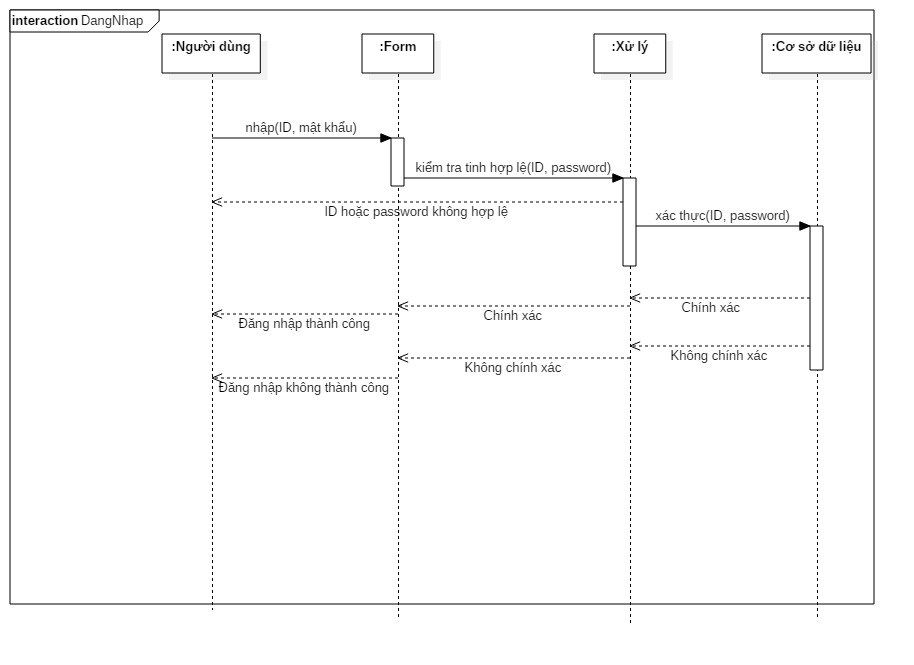 interaction DangNhap
:Người dùng
:Form
:Xử lý
:Cơ sở dữ liệu
nhập(ID, mật khẩu)
kiểm tra tinh hợp lệ(ID, password)
ID hoặc password không hợp lệ
xác thực(ID, password)
Chính xác
Chính xác
Đăng nhập thành công
Không chính xác
Không chính xác
Đăng nhập không thành công